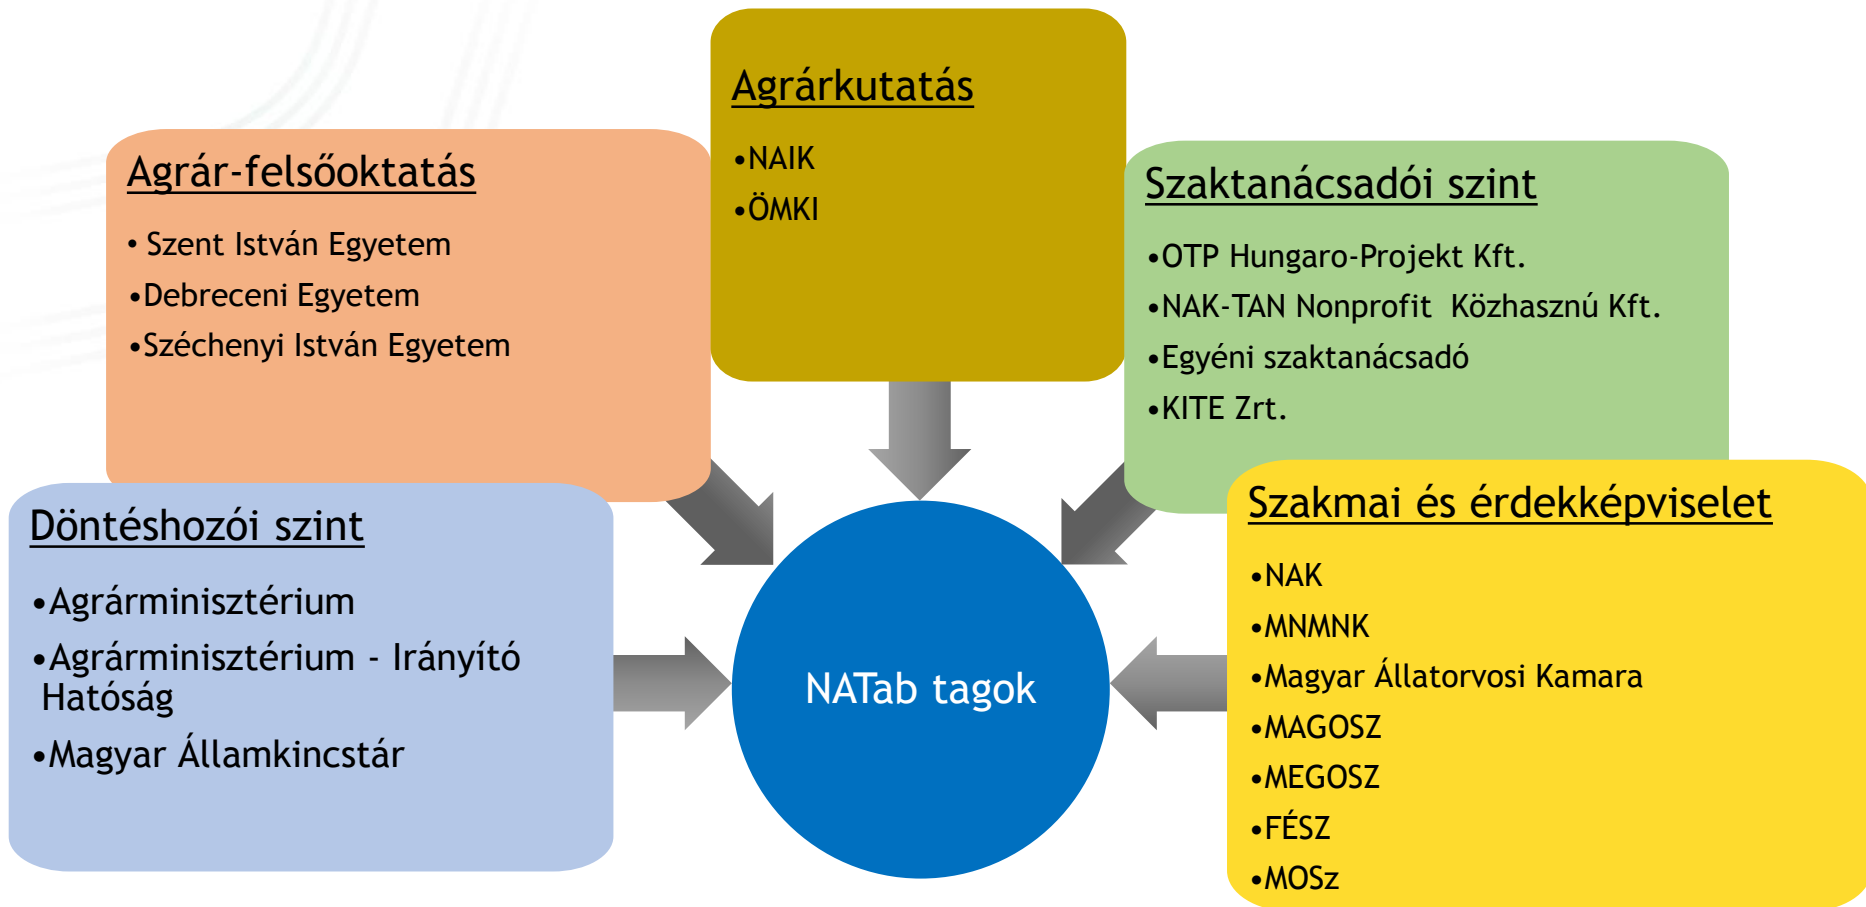 Agrárkutatás
•NAIK
•ÖMKI
Agrár-felsőoktatás
• Szent István Egyetem
•Debreceni Egyetem
•Széchenyi István Egyetem
Szaktanácsadói szint
•OTP Hungaro-Projekt Kft.
•NAK-TAN Nonprofit Közhasznú Kft.
•Egyéni szaktanácsadó
•KITE Zrt.
Döntéshozói szint
•Agrárminisztérium
•Agrárminisztérium - Irányító
Hatóság
•Magyar Államkincstár
NATab tagok
Szakmai és érdekképviselet
•NAK
•MNMNK
•Magyar Állatorvosi Kamara
•MAGOSZ
•MEGOSZ
•FÉSZ
•MOSz